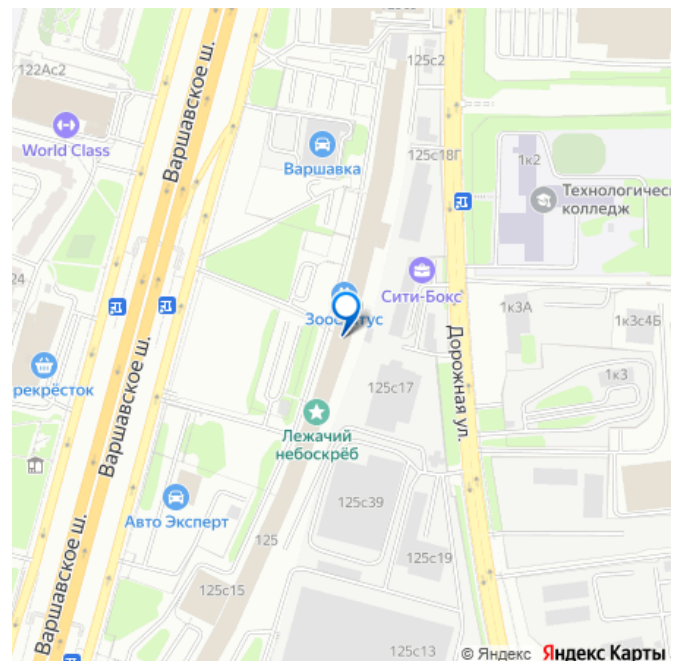 125с2
122Ас2
Варшавское ш.
World Class
Варшавка
125с18Г
1к2
Технологичес
колледж
Сити-Бокс
24
1к3А
1к3с4Б
Дорожная ул.
рекрёсток
125с17
1к3
Варшавское ш.
Лежачий
небоскрёб
125с39
Авто Эксперт
125
125с19
125с15
Варшавское ш.
125с13
© Яндекс Яндекс Карты